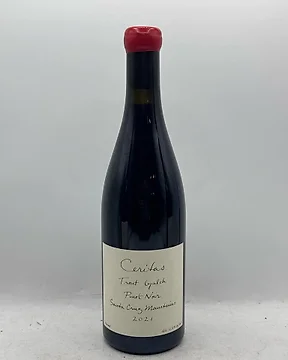 Ceritas
Trout Gulch
Pinot Noir
Santa Cruz Mountains
2021